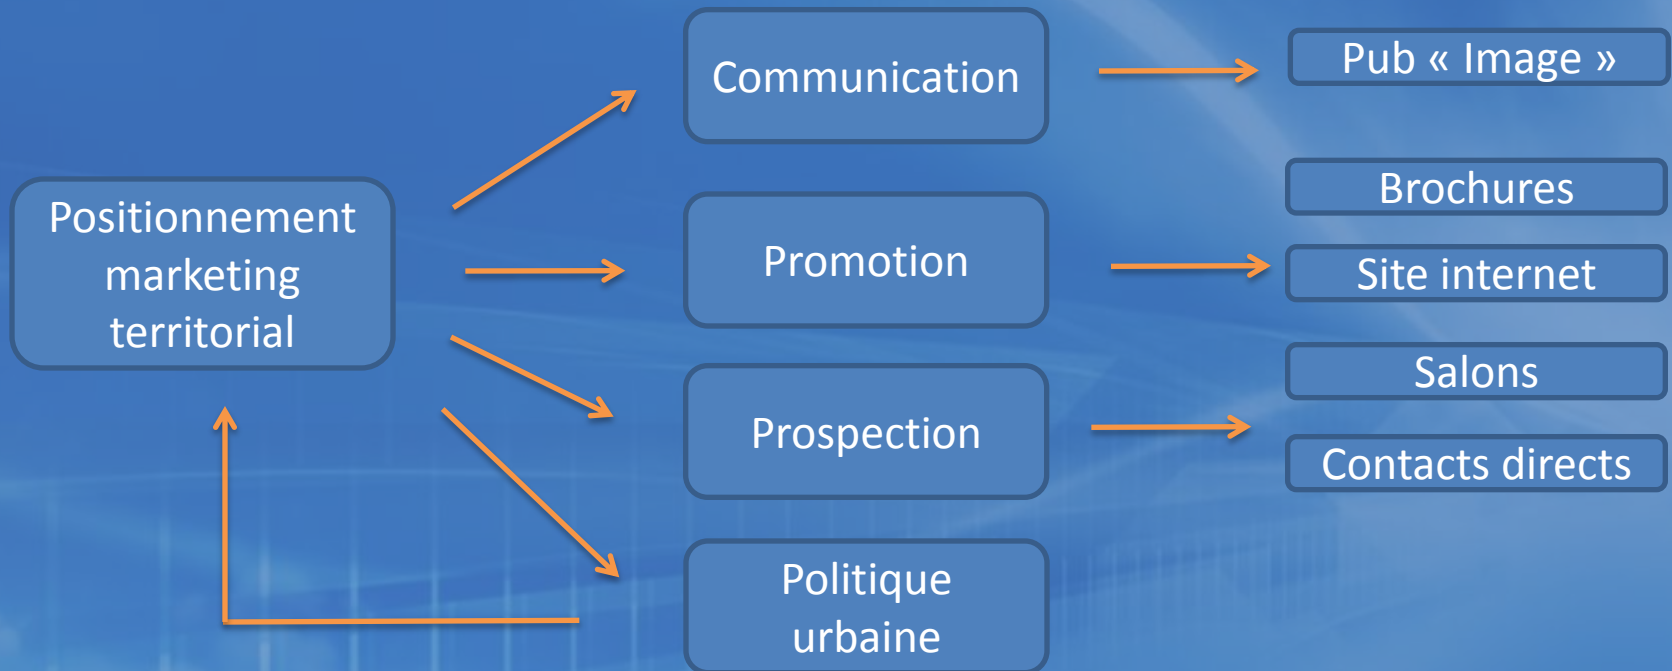 Positionnement
marketing
territorial
Communication
Promotion
Prospection
Politique
urbaine
Pub « Image »
Brochures
Site internet
Salons
Contacts directs